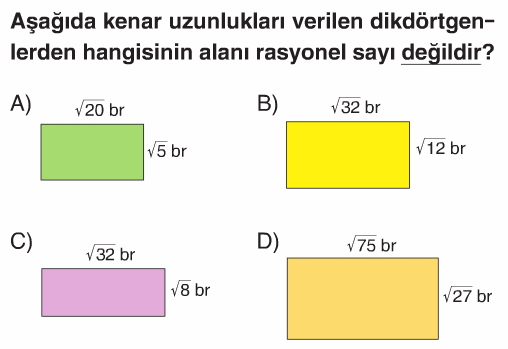 Aşağıda kenar uzunlukları verilen dikdörtgen-
lerden hangisinin alanı rasyonel sayı değildir?
A)
√20 br
√5 br
B)
√32 br
√12 br
C)
√32 br
√8 br
D)
√75 br
√27 br